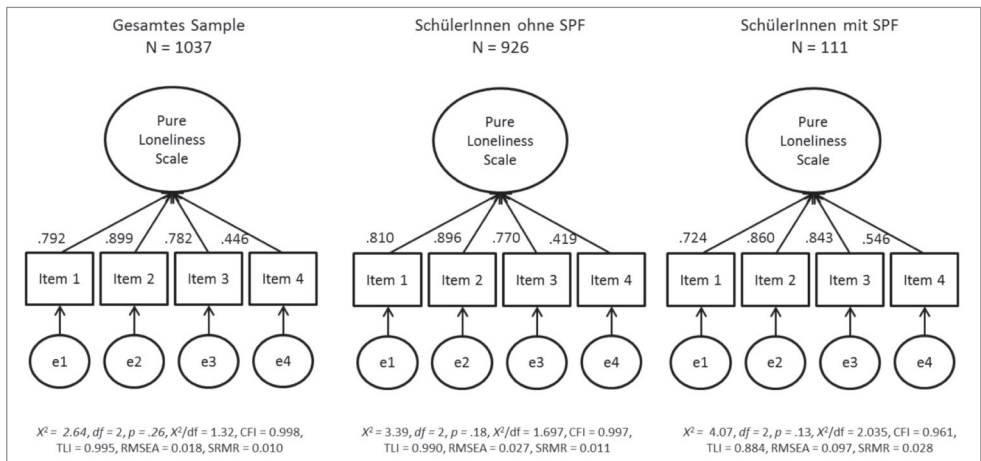 Gesamtes Sample
N = 1037
Pure
Loneliness
Scale
.792 .899 .782 .446
Item 1 Item 2 Item 3 Item 4
e1 e2 e3 e4
X² = 2.64, df = 2, p = .26, X²/df = 1.32, CFI = 0.998,
TLI = 0.995, RMSEA = 0.018, SRMR = 0.010
SchülerInnen ohne SPF
N = 926
Pure
Loneliness
Scale
.810 .896 .770 .419
Item 1 Item 2 Item 3 Item 4
e1 e2 e3 e4
X² = 3.39, df = 2, p = .18, X²/df = 1.697, CFI = 0.997,
TLI = 0.990, RMSEA = 0.027, SRMR = 0.011
SchülerInnen mit SPF
N = 111
Pure
Loneliness
Scale
.724 .860 .843 .546
Item 1 Item 2 Item 3 Item 4
e1 e2 e3 e4
X² = 4.07, df = 2, p = .13, X²/df = 2.035, CFI = 0.961,
TLI = 0.884, RMSEA = 0.097, SRMR = 0.028